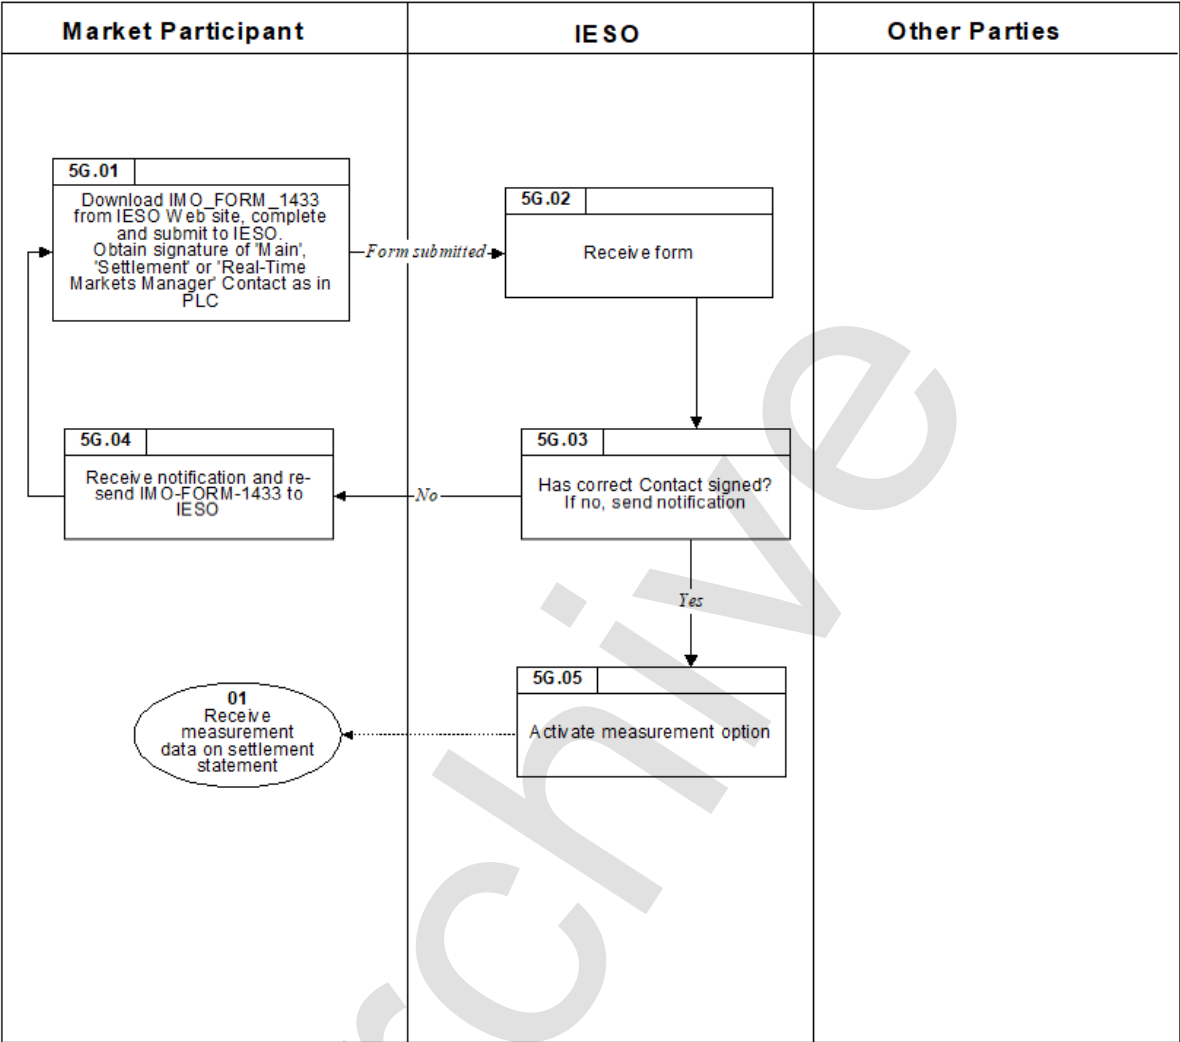 Market Participant
IESO
Other Parties
5G.01
Download IMO_FORM_1433
from IESO Web site, complete
and submit to IESO.
Obtain signature of 'Main',
'Settlement' or 'Real-Time
Markets Manager' Contact as in
PLC
Form submitted
5G.02
Receive form
5G.04
Receive notification and re-
send IMO-FORM-1433 to
IESO
No
5G.03
Has correct Contact signed?
If no, send notification
Yes
5G.05
Activate measurement option
01
Receive
measurement
data on settlement
statement
rchive